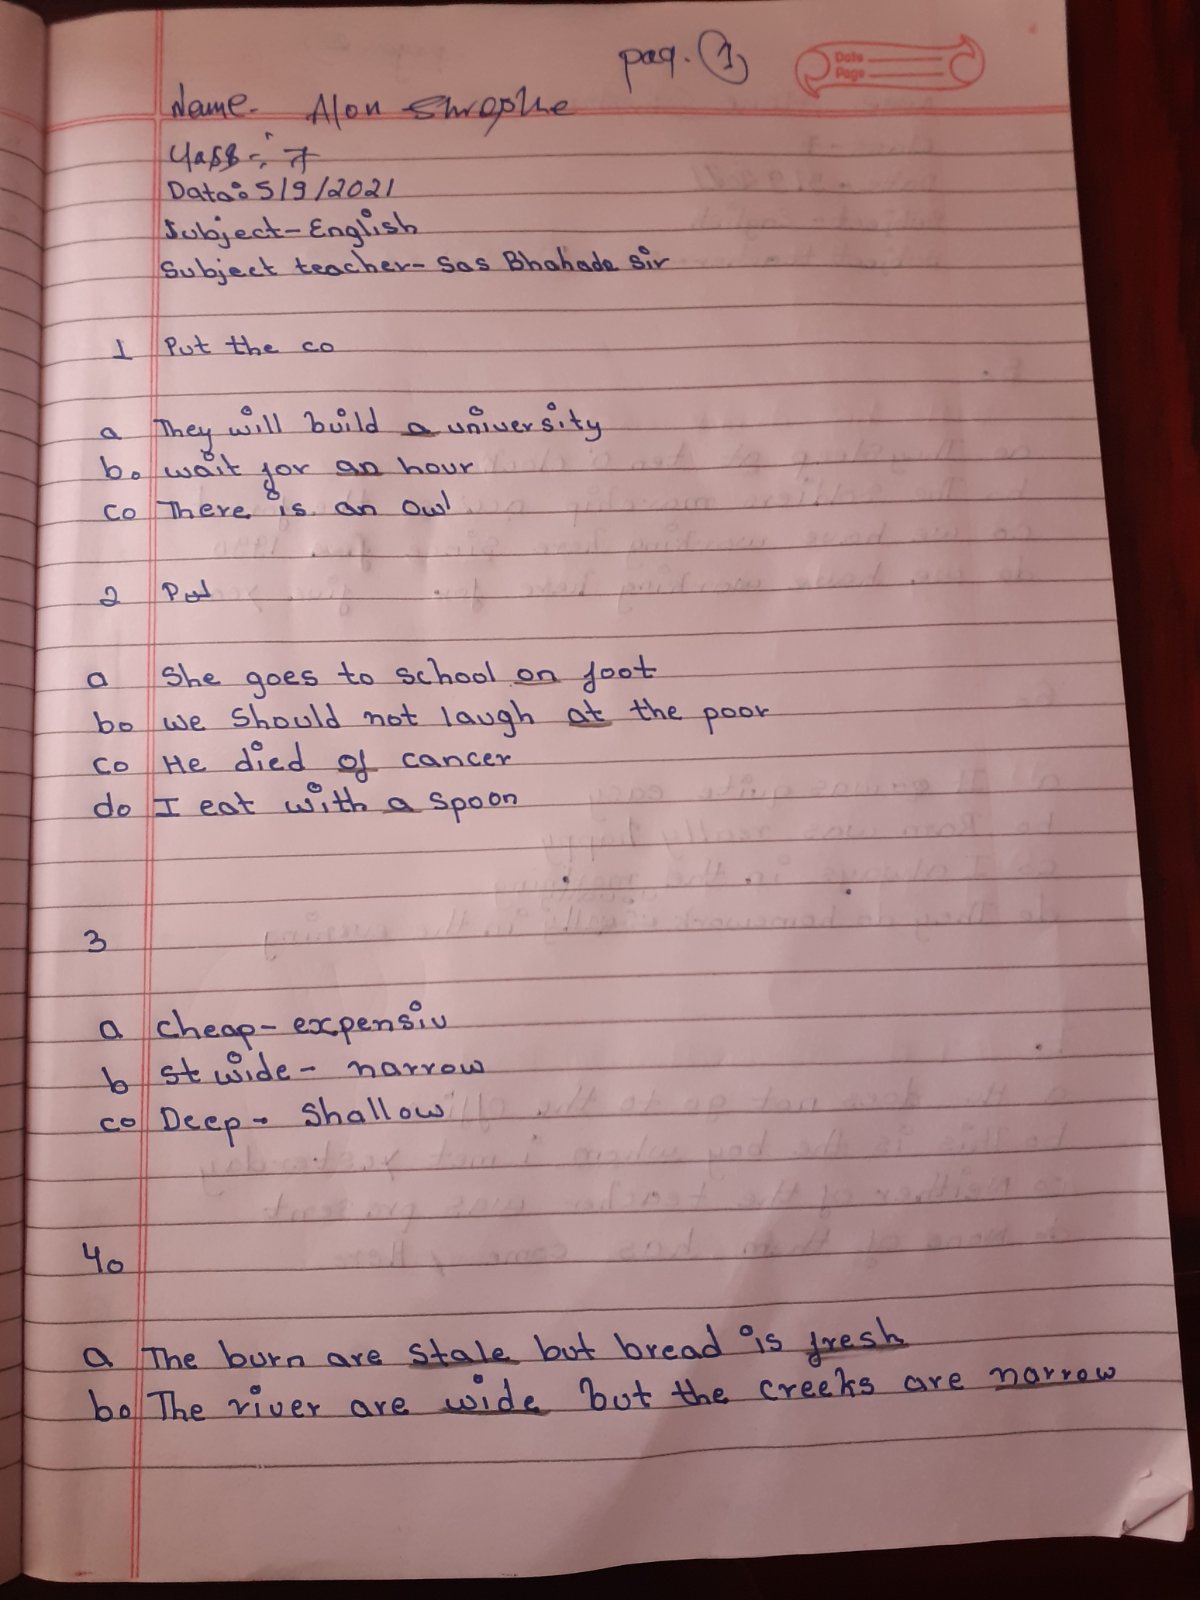 pag. 1
Date
Page
Name- Alon
Class-: 7
Data: 5/9/2021
Subject-English
Subject teacher- Sas Bhahada Sir
1 Put the co
a They will build a university
b. wait for an hour
c. There is an owl
2 Put
a She goes to school on foot
b. we should not laugh at the poor
c. He died of cancer
d. I eat with a spoon
3
a cheap- expensiv
b st wide- narrow
c. Deep- Shallow
4.
a The burn are stale but bread is fresh
b. The river are wide but the creeks are narrow